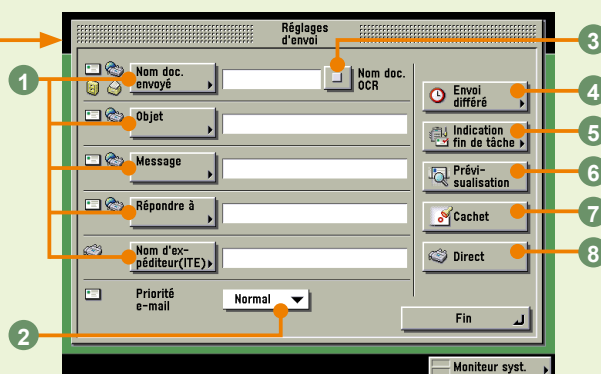 Réglages
d'envoi
1
Nom doc.
envoyé
Nom doc.
OCR
3
Objet
Message
Répondre à
Nom d'ex-
péditeur(ITE)
Priorité
e-mail
Normal
2
Envoi
différé
4
Indication
fin de tâche
5
Prévi-
sualisation
6
Cachet
7
Direct
8
Fin
Moniteur syst.